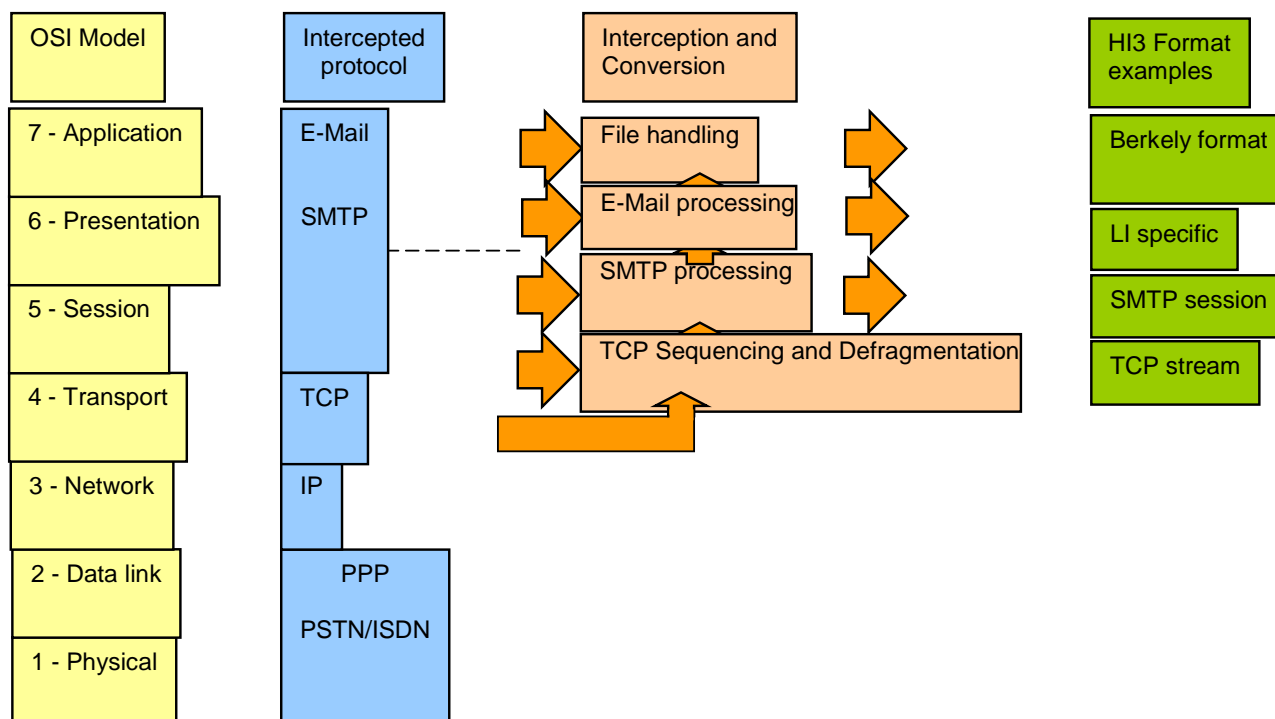 OSI Model
Intercepted
protocol
Interception and
Conversion
HI3 Format
examples
7 - Application
E-Mail
File handling
Berkely format
6 - Presentation
SMTP
E-Mail processing
LI specific
5 - Session
SMTP processing
SMTP session
TCP Sequencing and Defragmentation
TCP stream
4 - Transport
TCP
3 - Network
IP
2 - Data link
PPP
PSTN/ISDN
1 - Physical